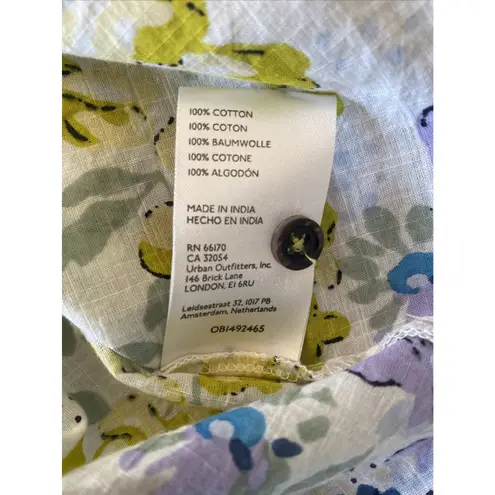 100% COTTON
100% COTON
100% BAUMWOLLE
100% COTONE
100% ALGODÓN
MADE IN INDIA
HECHO EN INDIA
RN 66170
CA 32054
Urban Outfitters, Inc.
146 Brick Lane
LONDON, E1 6RU
Leidsestraat 32, 1017 PB
Amsterdam, Netherlands
OB1492465